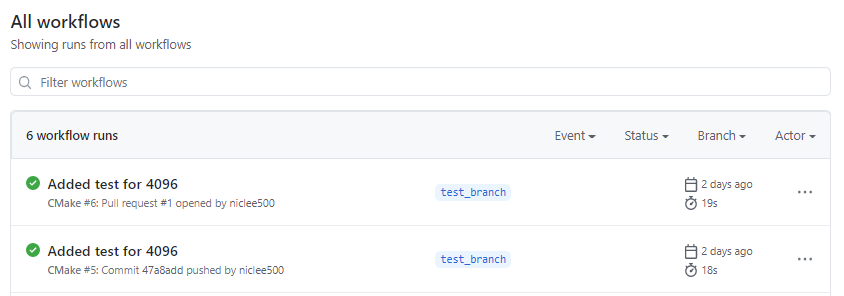 All workflows
Showing runs from all workflows
Filter workflows
6 workflow runs Event Status Branch Actor
Added test for 4096 test_branch 2 days ago
CMake #6: Pull request #1 opened by niclee500 19s
Added test for 4096 test_branch 2 days ago
CMake #5: Commit 47a8add pushed by niclee500 18s